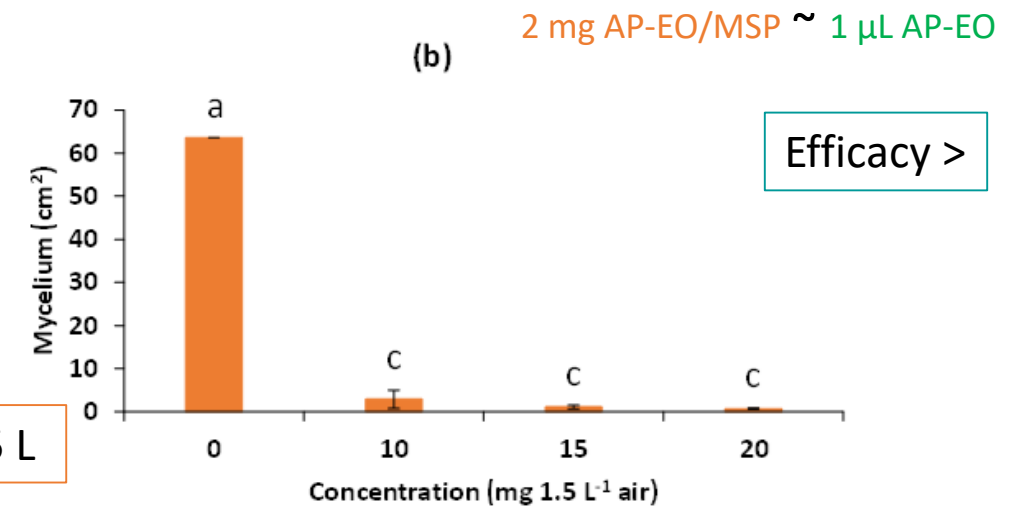 2 mg AP-EO/MSP ~ 1 µL AP-EO
(b)
Efficacy >
Mycelium (cm²)
70
60
50
40
30
20
10
0
a
C
C
C
L
0 10 15 20
Concentration (mg 1.5 L⁻¹ air)